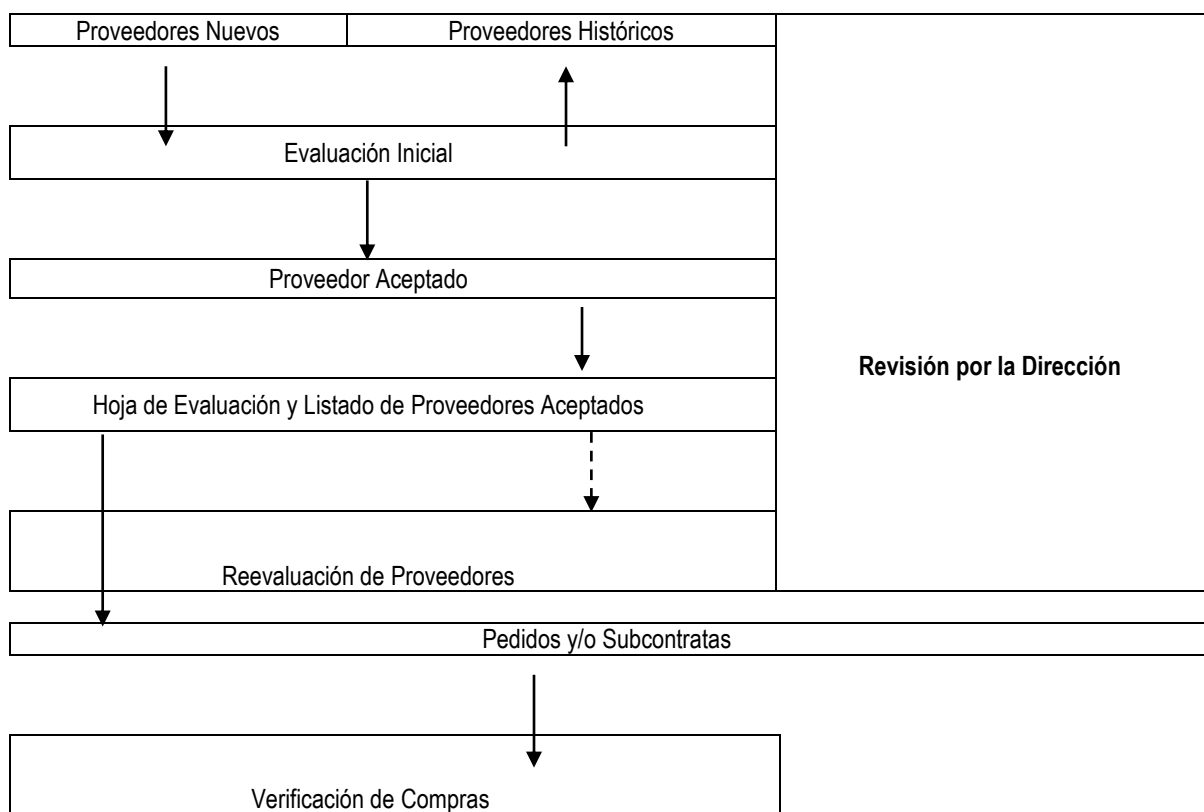 Proveedores Nuevos
Proveedores Históricos
Evaluación Inicial
Proveedor Aceptado
Revisión por la Dirección
Hoja de Evaluación y Listado de Proveedores Aceptados
Reevaluación de Proveedores
Pedidos y/o Subcontratas
Verificación de Compras